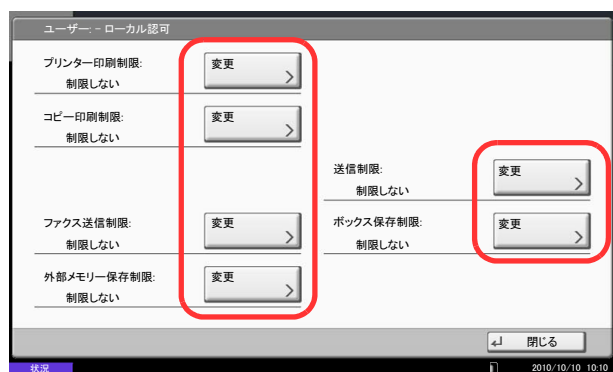 ユーザー: - ローカル認可
プリンター印刷制限:
変更
制限しない
コピー印刷制限:
変更
制限しない
送信制限:
変更
制限しない
ファクス送信制限:
変更
制限しない
ボックス保存制限:
変更
制限しない
外部メモリー保存制限:
変更
制限しない
閉じる
状況
2010/10/10 10:10